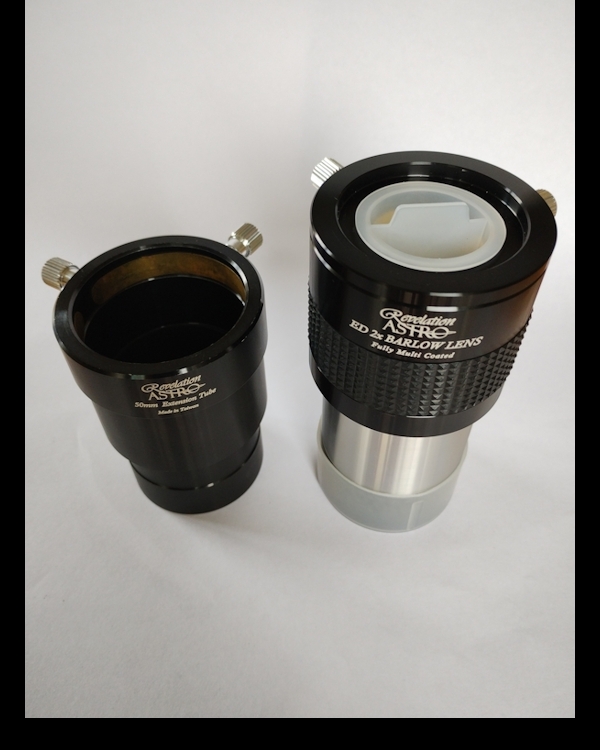 Revelation
ASTRO
50mm Extension Tube
Made in Taiwan
Revelation
ASTRO
ED 2x BARLOW LENS
Fully Multi Coated